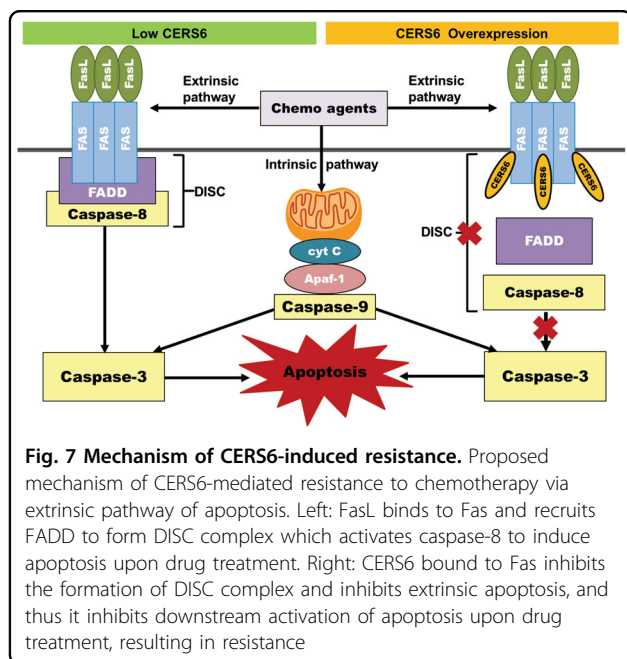 Low CERS6
CERS6 Overexpression
FasL FasL FasL
Extrinsic
pathway
Chemo agents
Extrinsic
pathway
FasL FasL FasL
FAS FAS FAS
FAS FAS FAS
Intrinsic pathway
FADD
Caspase-8
DISC
CERS6 CERS6 CERS6
DISC
FADD
cyt C
Apaf-1
Caspase-9
Caspase-8
Caspase-3
Apoptosis
Caspase-3
Fig. 7 Mechanism of CERS6-induced resistance. Proposed
mechanism of CERS6-mediated resistance to chemotherapy via
extrinsic pathway of apoptosis. Left: FasL binds to Fas and recruits
FADD to form DISC complex which activates caspase-8 to induce
apoptosis upon drug treatment. Right: CERS6 bound to Fas inhibits
the formation of DISC complex and inhibits extrinsic apoptosis, and
thus it inhibits downstream activation of apoptosis upon drug
treatment, resulting in resistance